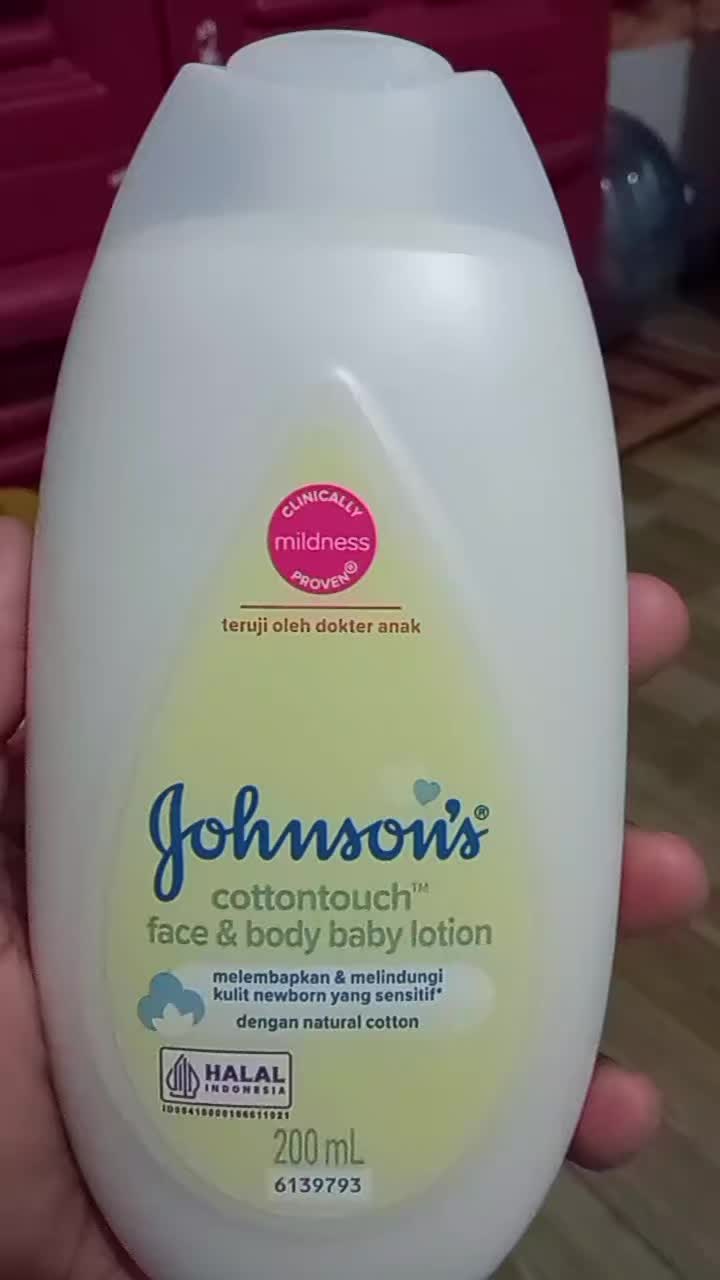 CLINICALLY
mildness
PROVEN®
teruji oleh dokter anak
Johnson's®
cottontouch™
face & body baby lotion
melembapkan & melindungi
kulit newborn yang sensitif*
dengan natural cotton
HALAL
INDONESIA
200 mL
6139793